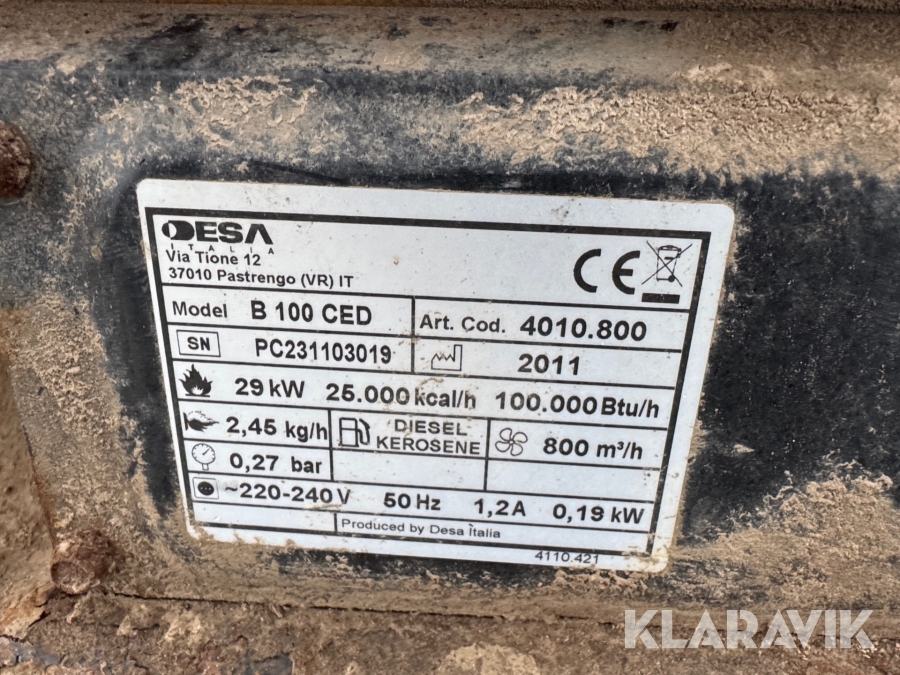 DESA
ITALIA
Via Tione 12
37010 Pastrengo (VR) IT
CE
Model B 100 CED
Art. Cod. 4010.800
SN PC231103019
2011
29 kW 25.000 kcal/h 100.000 Btu/h
2,45 kg/h
DIESEL
KEROSENE
800 m³/h
0,27 bar
~220-240 V 50 Hz 1,2 A 0,19 kW
Produced by Desa Italia
4110.421
KLARAVIK